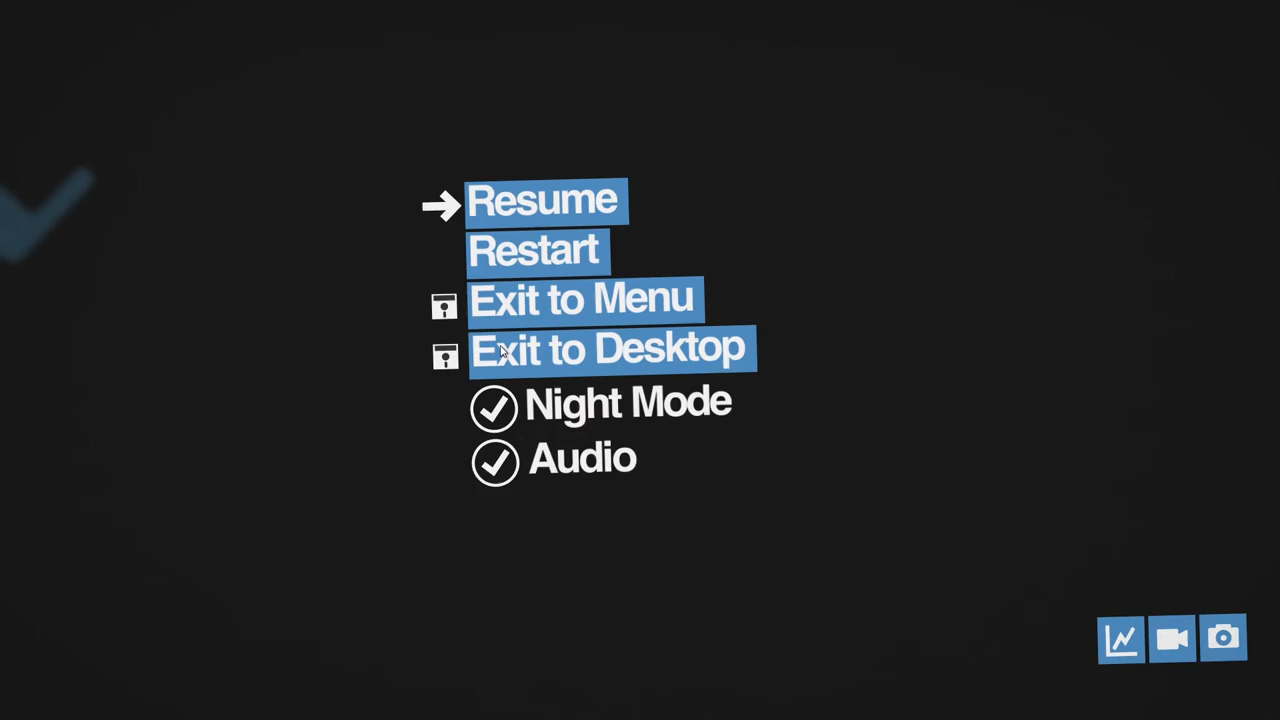 Resume
Restart
Exit to Menu
Exit to Desktop
Night Mode
Audio